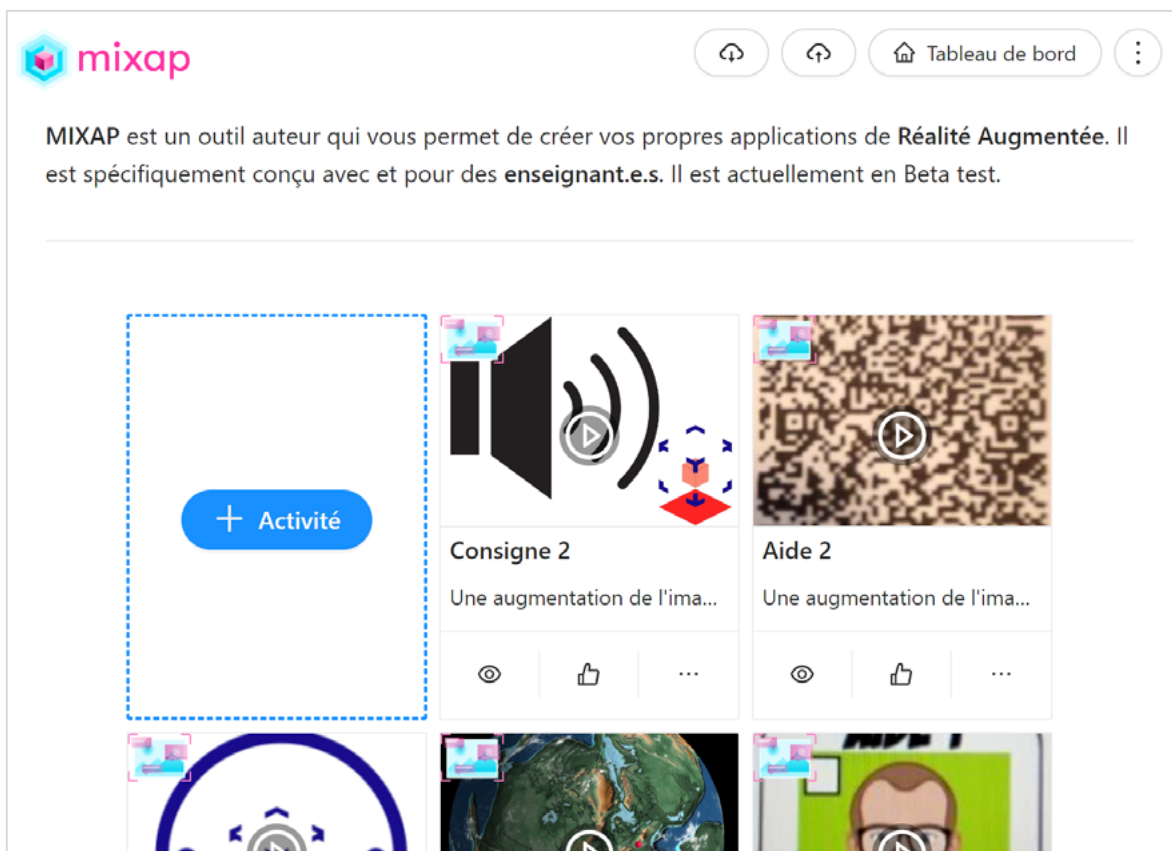 mixap
Tableau de bord
MIXAP est un outil auteur qui vous permet de créer vos propres applications de Réalité Augmentée. Il
est spécifiquement conçu avec et pour des enseignant.e.s. Il est actuellement en Beta test.
+ Activité
Consigne 2
Une augmentation de l'ima...
Aide 2
Une augmentation de l'ima...